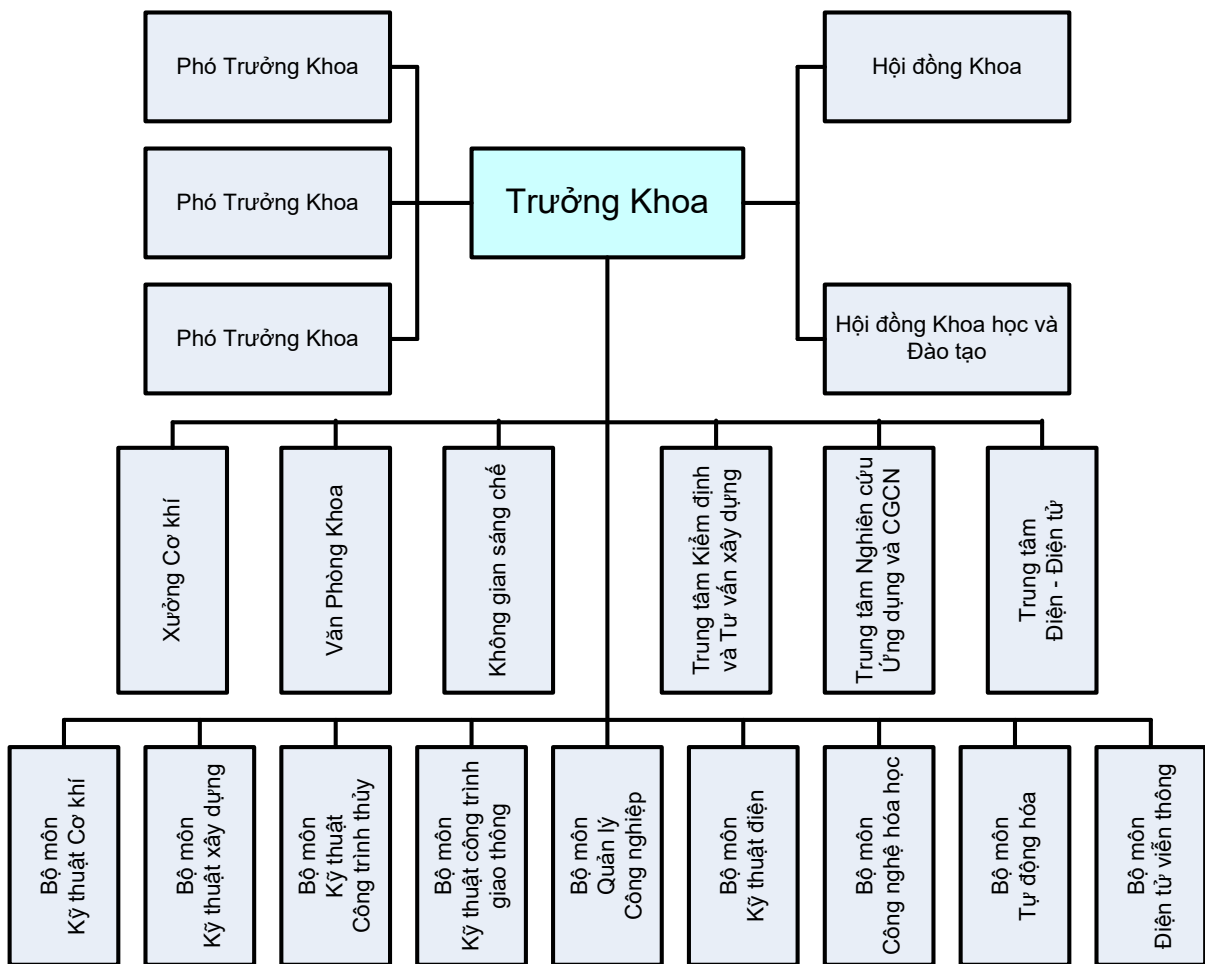 Phó Trưởng Khoa
Hội đồng Khoa
Phó Trưởng Khoa
Trưởng Khoa
Phó Trưởng Khoa
Hội đồng Khoa học và
Đào tạo
Xưởng Cơ khí
Văn Phòng Khoa
Không gian sáng chế
Trung tâm Kiểm định
và Tư vấn xây dựng
Trung tâm Nghiên cứu
Ứng dụng và CGCN
Trung tâm
Điện - Điện tử
Bộ môn
Kỹ thuật Cơ khí
Bộ môn
Kỹ thuật xây dựng
Bộ môn
Kỹ thuật
Công trình thủy
Bộ môn
Kỹ thuật công trình
giao thông
Bộ môn
Quản lý
Công nghiệp
Bộ môn
Kỹ thuật điện
Bộ môn
Công nghệ hóa học
Bộ môn
Tự động hóa
Bộ môn
Điện tử viễn thông